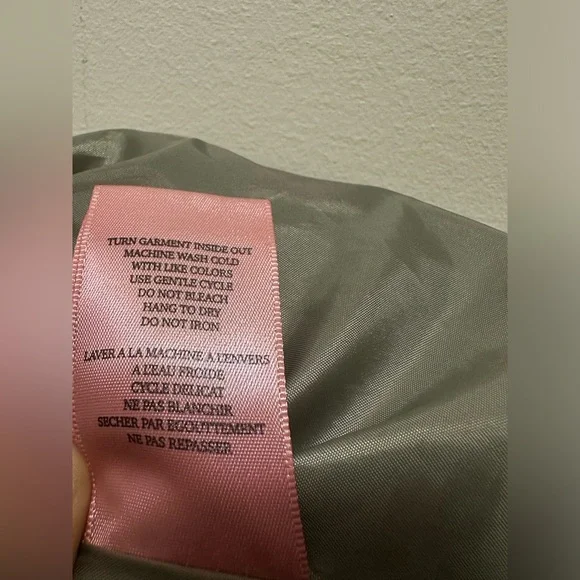 TURN GARMENT INSIDE OUT
MACHINE WASH COLD
WITH LIKE COLORS
USE GENTLE CYCLE
DO NOT BLEACH
HANG TO DRY
DO NOT IRON
LAVER A LA MACHINE A L'ENVERS
A L'EAU FROIDE
CYCLE DELICAT
NE PAS BLANCHIR
SECHER PAR EGOUTTEMENT
NE PAS REPASSER